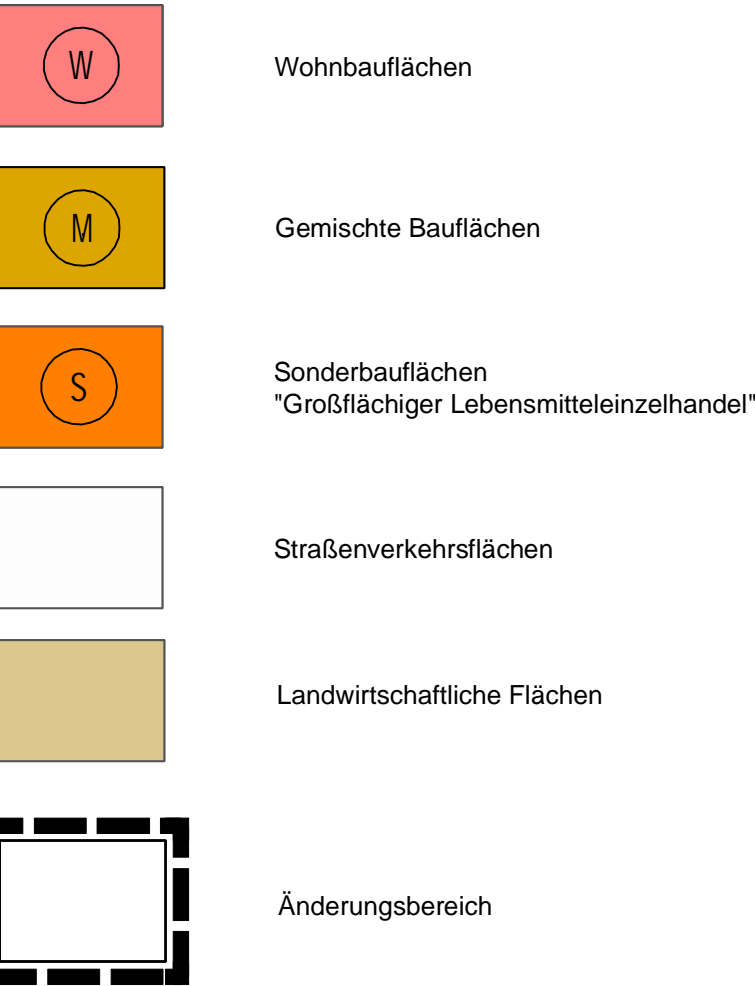 W
Wohnbauflächen
M
Gemischte Bauflächen
S
Sonderbauflächen
"Großflächiger Lebensmitteleinzelhandel"
Straßenverkehrsflächen
Landwirtschaftliche Flächen
Änderungsbereich